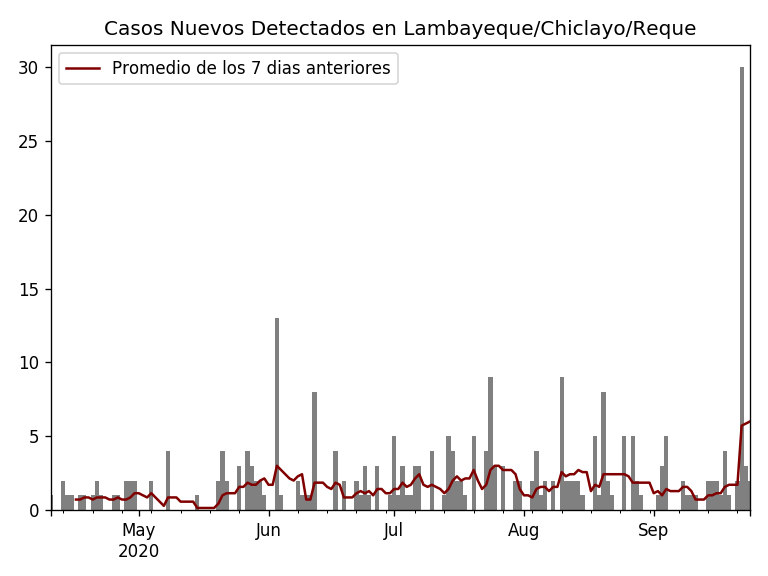 Casos Nuevos Detectados en Lambayeque/Chiclayo/Reque
Promedio de los 7 dias anteriores
30
25
20
15
10
5
0
May Jun Jul Aug Sep
2020